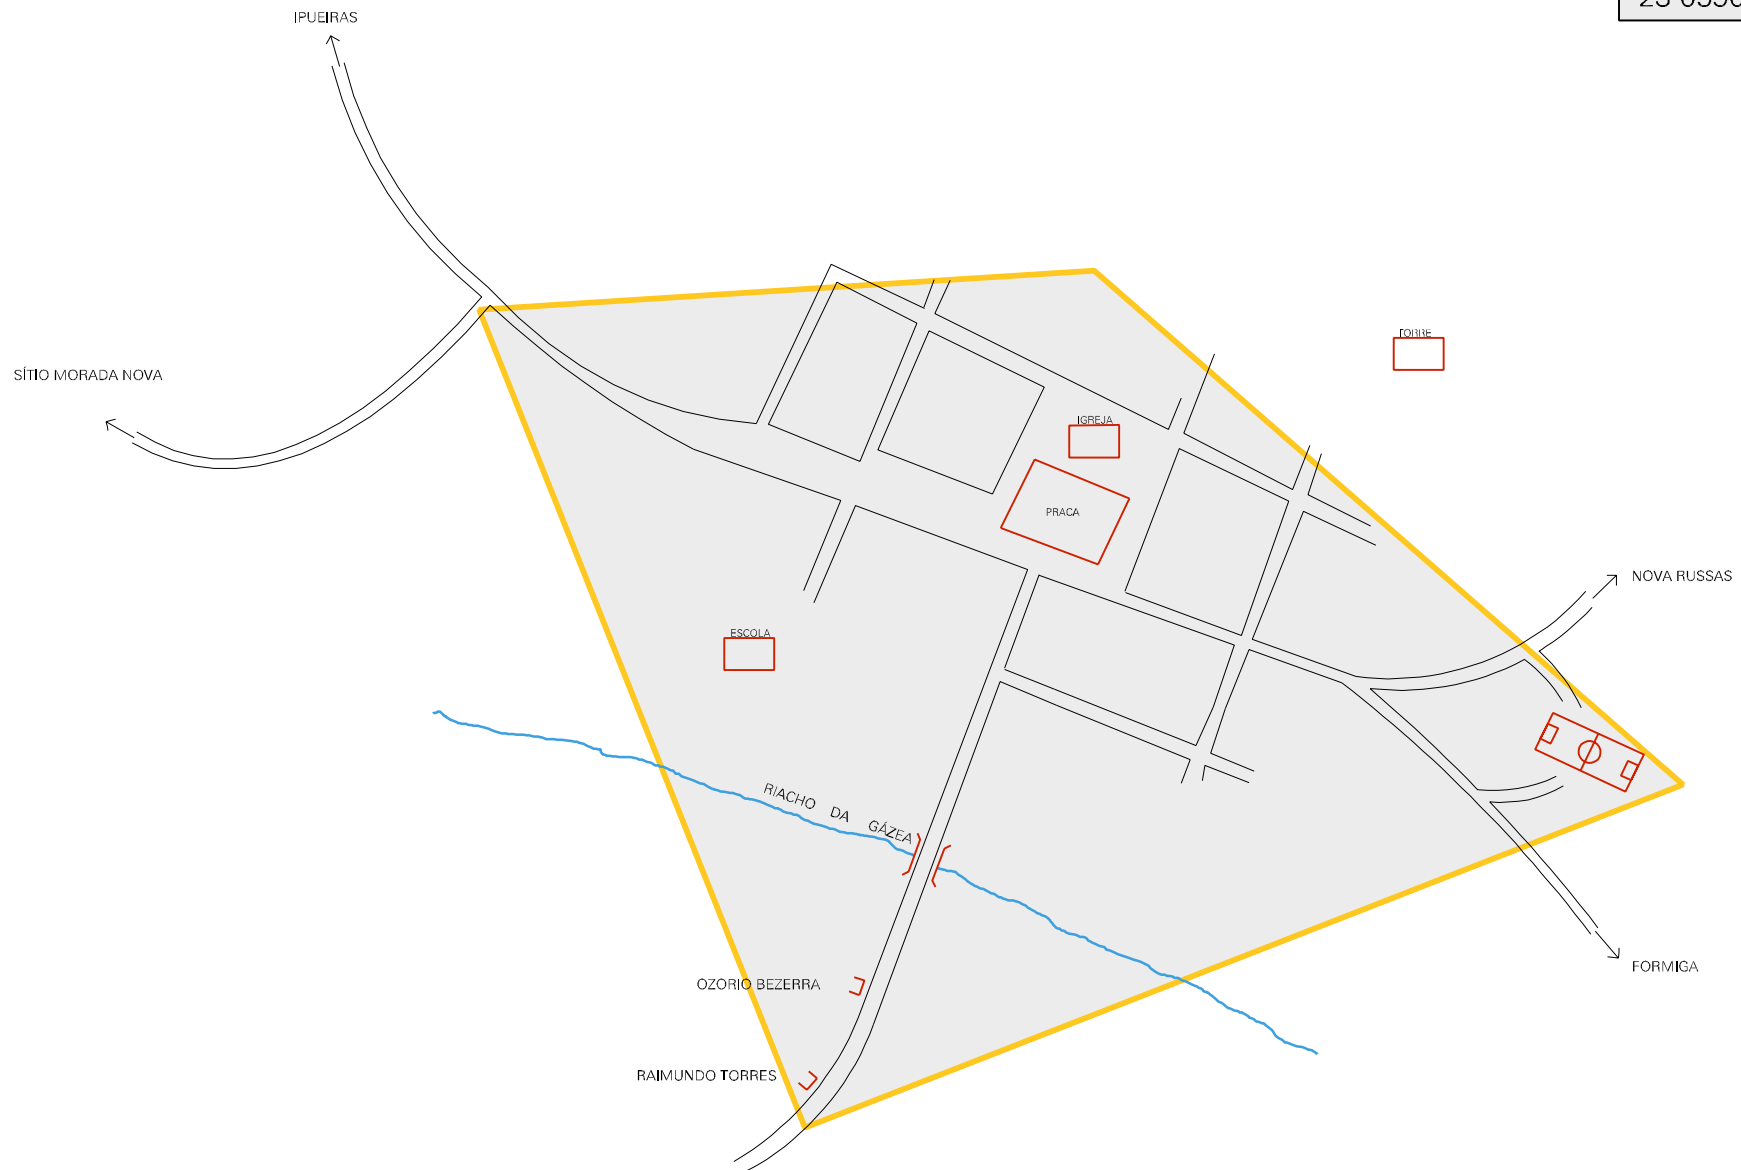 IPUEIRAS
SÍTIO MORADA NOVA
TORRE
IGREJA
PRACA
NOVA RUSSAS
ESCOLA
RIACHO DA GÁZEA
OZORIO BEZERRA
FORMIGA
RAIMUNDO TORRES